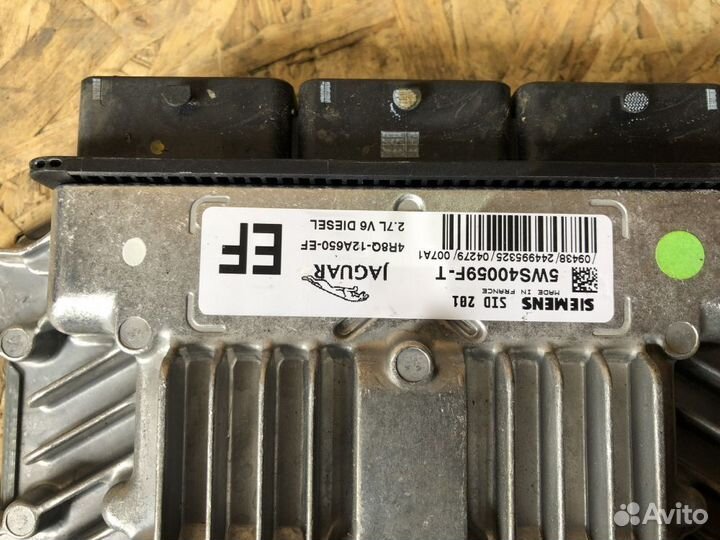 SIEMENS SID 201
MADE IN FRANCE
5WS40059F-T
/09438/ 244995325 /04279/ /007A1
JAGUAR
4R8Q-12A650-EF
2.7L V6 DIESEL
EF
Avito